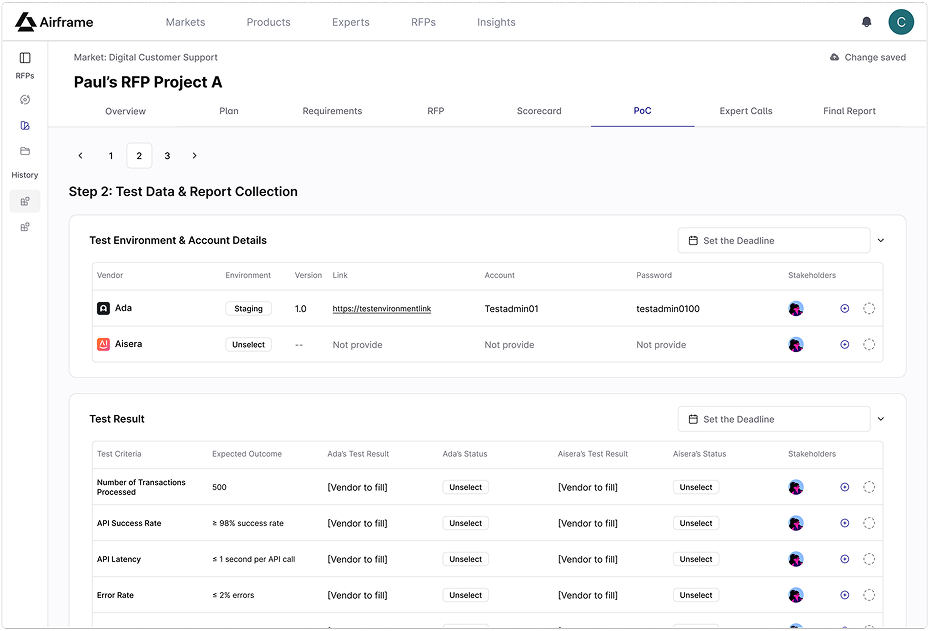 Airframe Markets Products Experts RFPs Insights C
RFPs
History
Market: Digital Customer Support Change saved
Paul's RFP Project A
Overview Plan Requirements RFP Scorecard PoC Expert Calls Final Report
1 2 3
Step 2: Test Data & Report Collection
Test Environment & Account Details Set the Deadline
Vendor Environment Version Link Account Password Stakeholders
Ada Staging 1.0 https://testenvironmentlink Testadmin01 testadmin0100
AI Aisera Unselect -- Not provide Not provide Not provide
Test Result Set the Deadline
Test Criteria Expected Outcome Ada's Test Result Ada's Status Aisera's Test Result Aisera's Status Stakeholders
Number of Transactions
Processed 500 [Vendor to fill] Unselect [Vendor to fill] Unselect
API Success Rate ≥ 98% success rate [Vendor to fill] Unselect [Vendor to fill] Unselect
API Latency ≤ 1 second per API call [Vendor to fill] Unselect [Vendor to fill] Unselect
Error Rate ≤ 2% errors [Vendor to fill] Unselect [Vendor to fill] Unselect